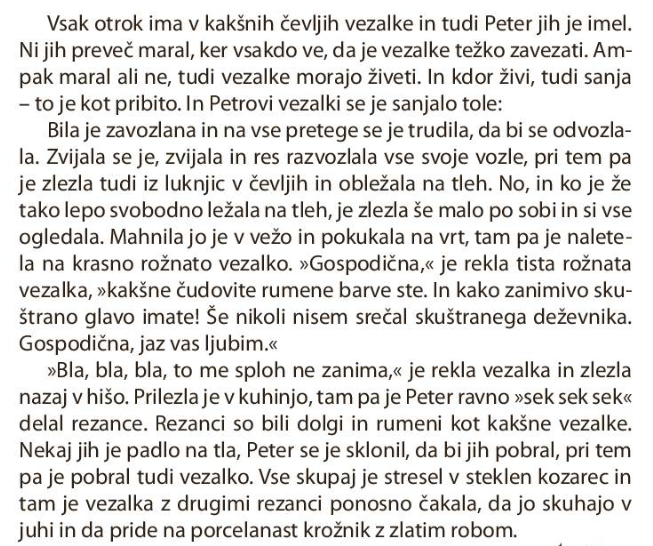 Vsak otrok ima v kakšnih čevljih vezalke in tudi Peter jih je imel.
Ni jih preveč maral, ker vsakdo ve, da je vezalke težko zavezati. Am-
pak maral ali ne, tudi vezalke morajo živeti. In kdor živi, tudi sanja
– to je kot pribito. In Petrovi vezalki se je sanjalo tole:
Bila je zavozlana in na vse pretege se je trudila, da bi se odvozla-
la. Zvijala se je, zvijala in res razvozlala vse svoje vozle, pri tem pa
je zlezla tudi iz luknjic v čevljih in obležala na tleh. No, in ko je že
tako lepo svobodno ležala na tleh, je zlezla še malo po sobi in si vse
ogledala. Mahnila jo je v vežo in pokukala na vrt, tam pa je nalete-
la na krasno rožnato vezalko. »Gospodična,« je rekla tista rožnata
vezalka, »kakšne čudovite rumene barve ste. In kako zanimivo sku-
štrano glavo imate! Še nikoli nisem srečal skuštranega deževnika.
Gospodična, jaz vas ljubim.«
»Bla, bla, bla, to me sploh ne zanima,« je rekla vezalka in zlezla
nazaj v hišo. Prilezla je v kuhinjo, tam pa je Peter ravno »sek sek sek«
delal rezance. Rezanci so bili dolgi in rumeni kot kakšne vezalke.
Nekaj jih je padlo na tla, Peter se je sklonil, da bi jih pobral, pri tem
pa je pobral tudi vezalko. Vse skupaj je stresel v steklen kozarec in
tam je vezalka z drugimi rezanci ponosno čakala, da jo skuhajo v
juhi in da pride na porcelanast krožnik z zlatim robom.